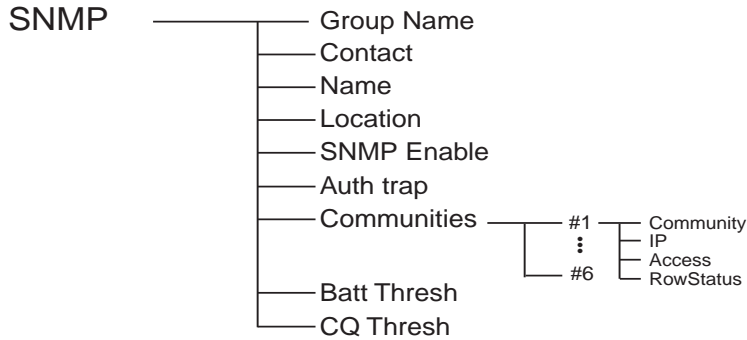 SNMP
Group Name
Contact
Name
Location
SNMP Enable
Auth trap
Communities
#1
Community
IP
Access
RowStatus
#6
Batt Thresh
CQ Thresh